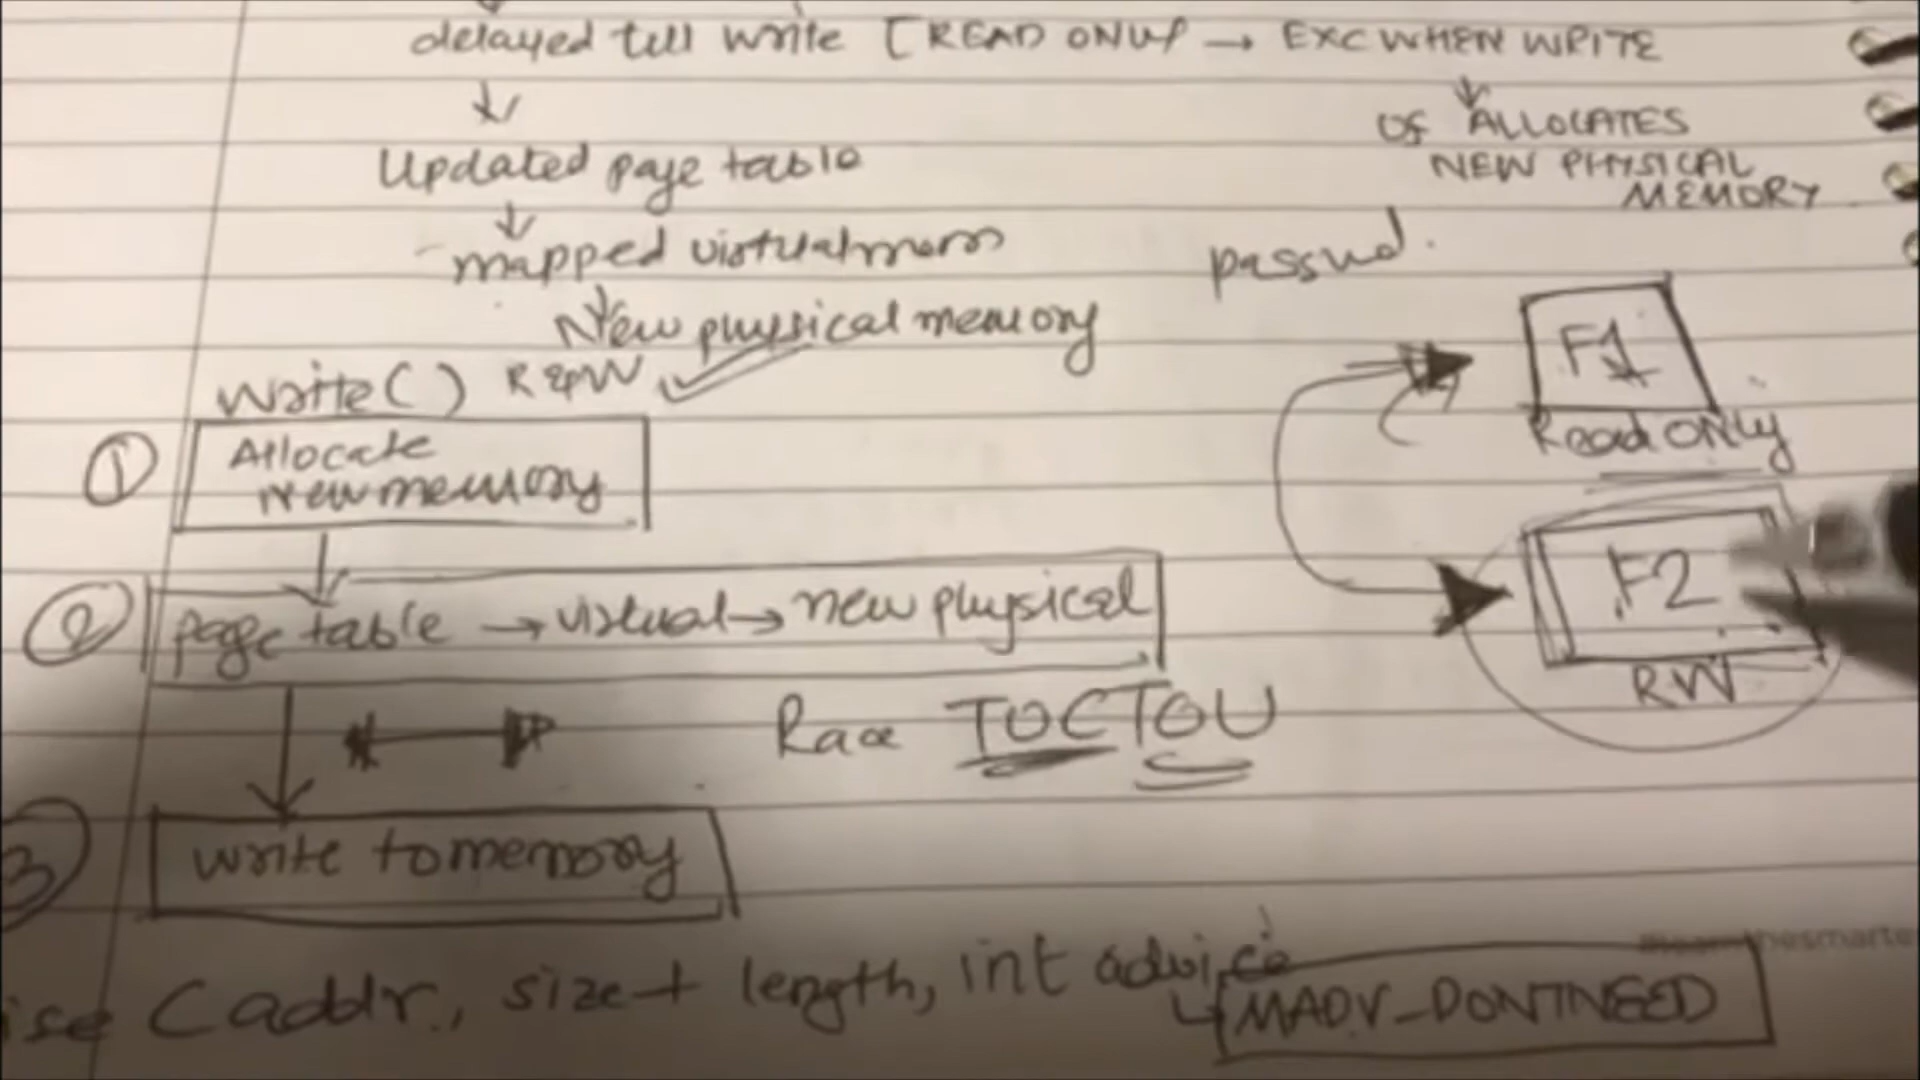 delayed till write [READ ONLY → EXC WHEN WRITE
OS ALLOCATES
NEW PHYSICAL
MEMORY
Updated page table
mapped virtual mem
New physical memory
passwd.
Write() R
F1
Read only
① Allocate
new memory
② page table → virtual → new physical
F2
RW
Race TOCTOU
3 write to memory
ise (addr, size_t length, int advice
MADV_DONTNEED